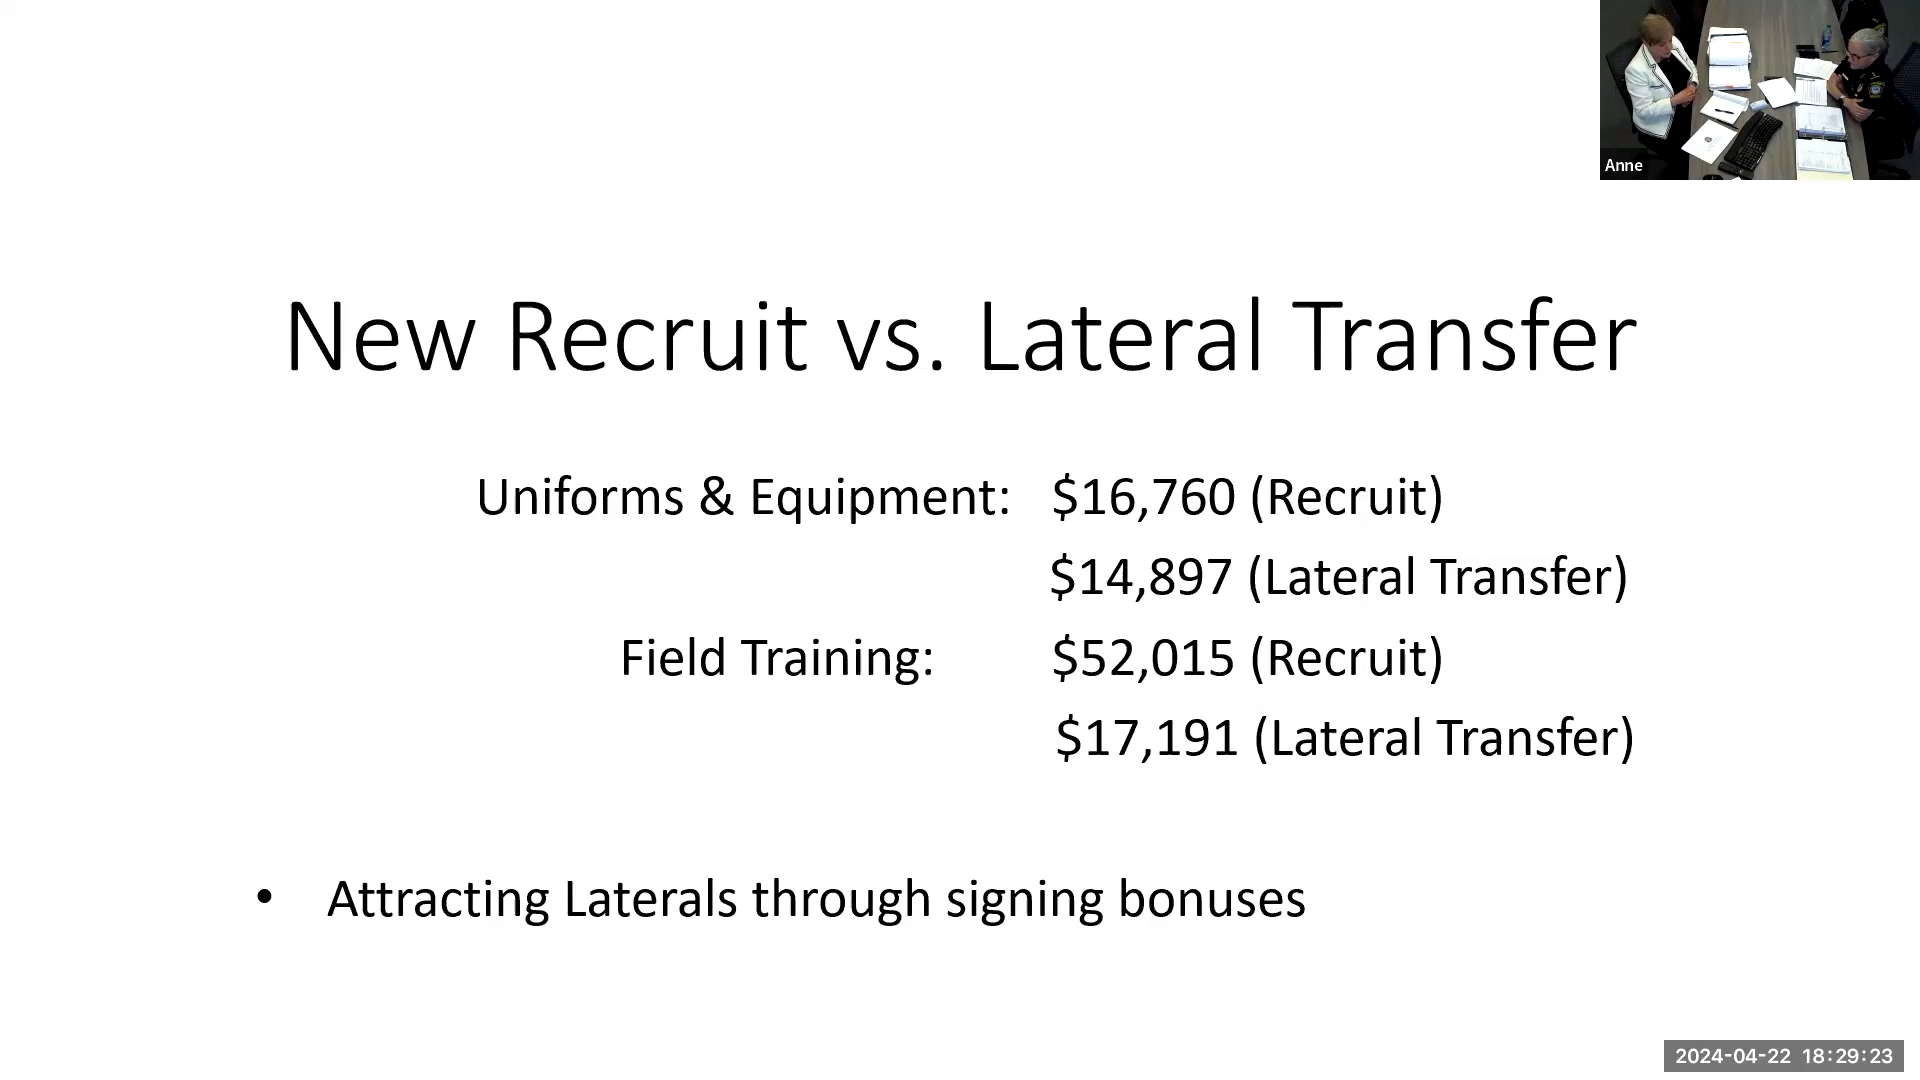 Anne
New Recruit vs. Lateral Transfer
Uniforms & Equipment: $16,760 (Recruit)
$14,897 (Lateral Transfer)
Field Training: $52,015 (Recruit)
$17,191 (Lateral Transfer)
• Attracting Laterals through signing bonuses
2024-04-22 18:29:23